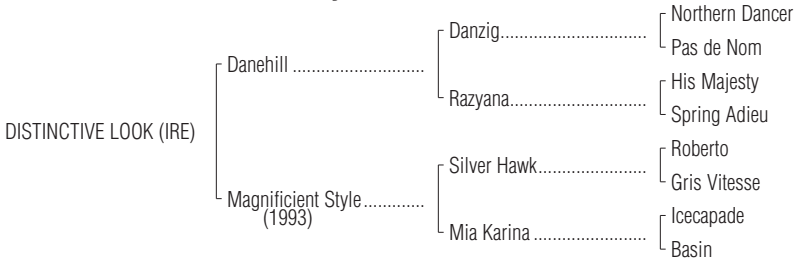 Northern Dancer
Danzig..............................
Pas de Nom
Danehill ............................
His Majesty
Razyana.............................
Spring Adieu
DISTINCTIVE LOOK (IRE)
Roberto
Silver Hawk.......................
Gris Vitesse
Magnificient Style.............
(1993)
Icecapade
Mia Karina ........................
Basin